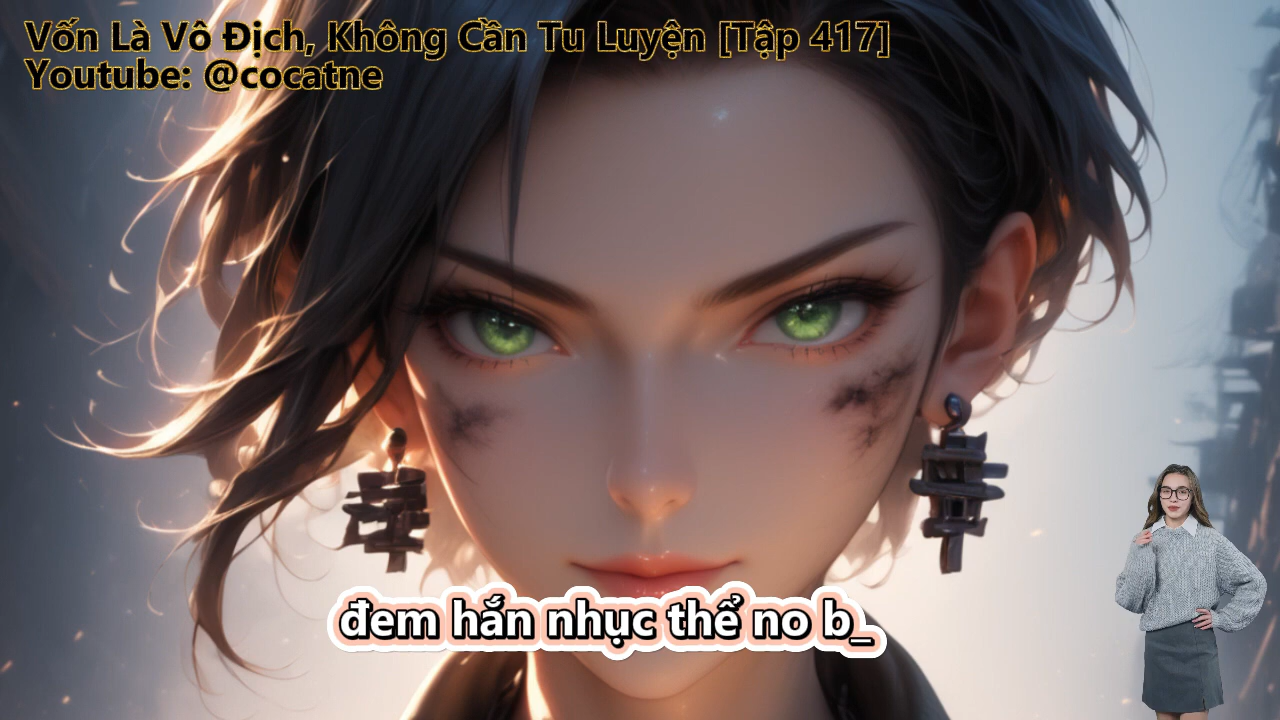 Vốn Là Vô Địch, Không Cần Tu Luyện [Tập 417]
Youtube: @cocatne
đem hắn nhục thể no b_